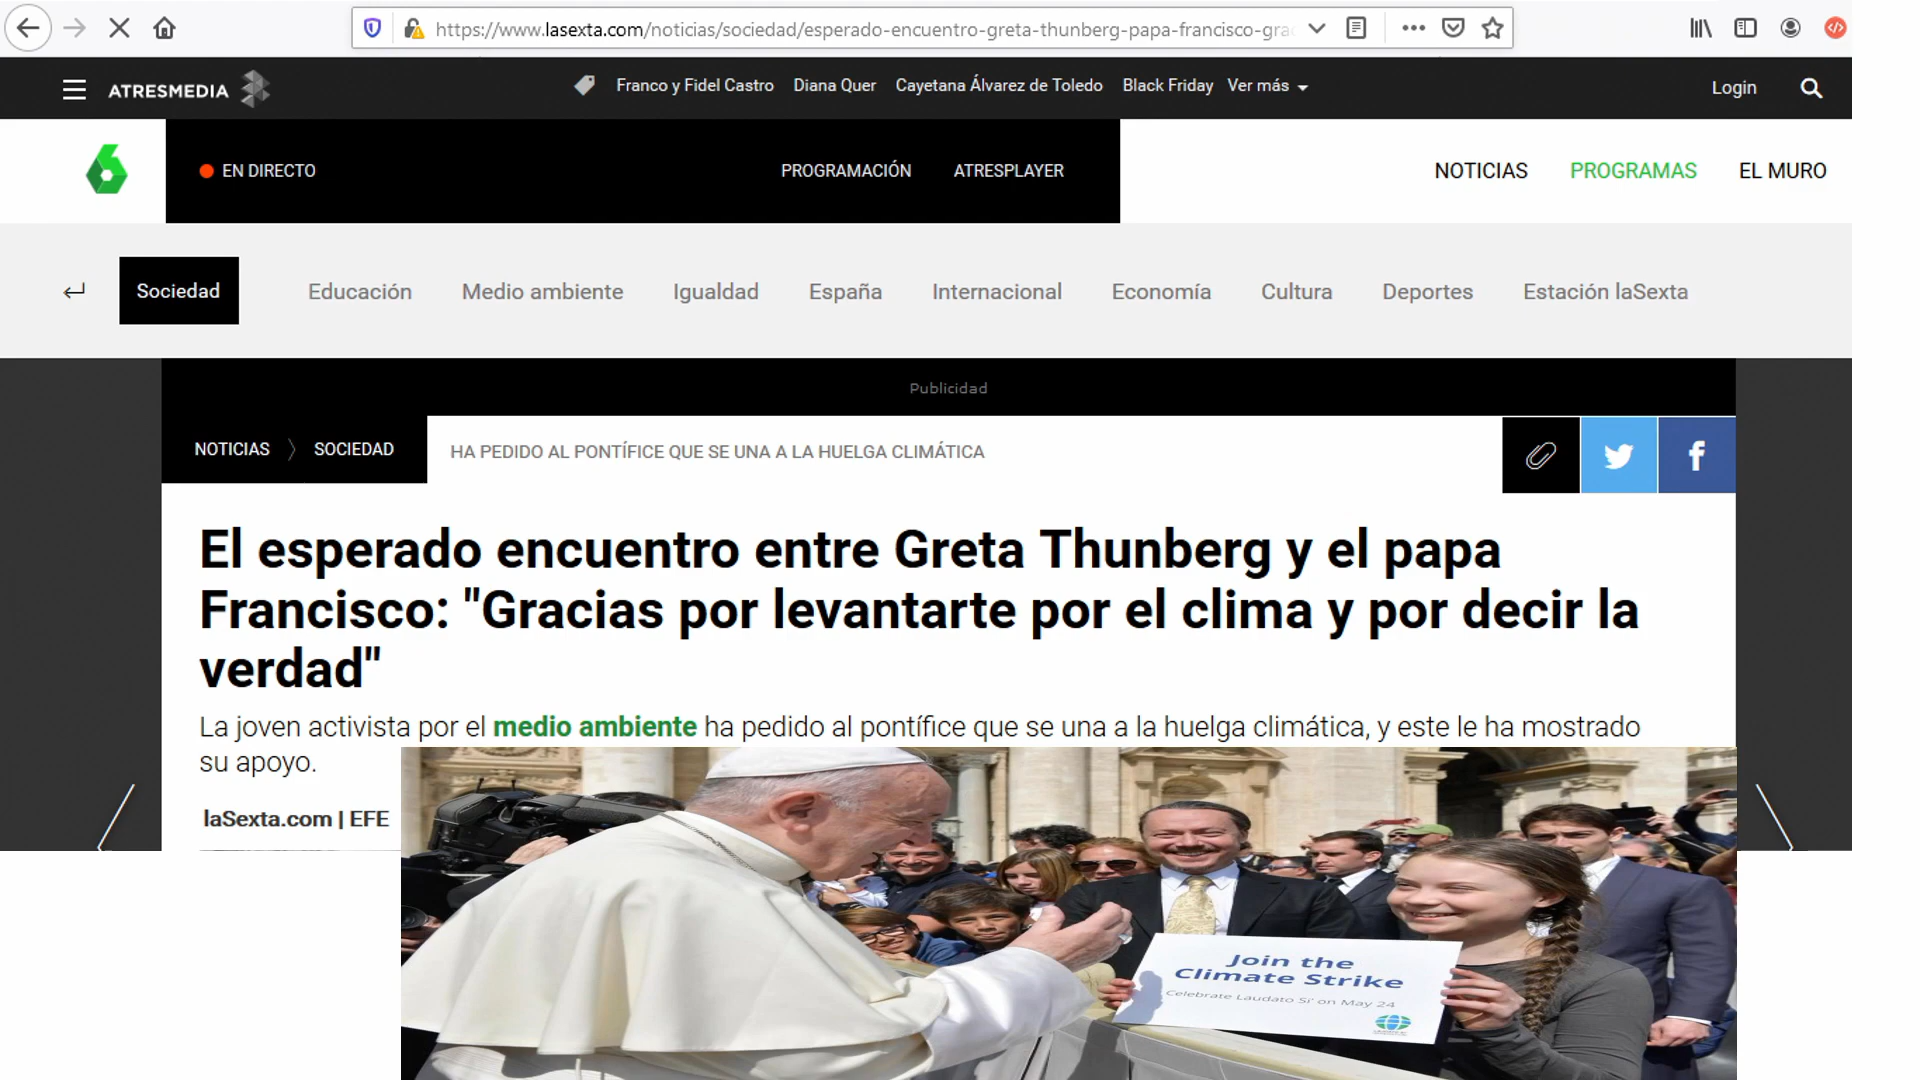 https://www.lasexta.com/noticias/sociedad/esperado-encuentro-greta-thunberg-papa-francisco-gra
ATRESMEDIA
Franco y Fidel Castro Diana Quer Cayetana Álvarez de Toledo Black Friday Ver más
Login
EN DIRECTO PROGRAMACIÓN ATRESPLAYER
NOTICIAS PROGRAMAS EL MURO
Sociedad Educación Medio ambiente Igualdad España Internacional Economía Cultura Deportes Estación laSexta
Publicidad
NOTICIAS SOCIEDAD HA PEDIDO AL PONTÍFICE QUE SE UNA A LA HUELGA CLIMÁTICA
El esperado encuentro entre Greta Thunberg y el papa
Francisco: "Gracias por levantarte por el clima y por decir la
verdad"
La joven activista por el medio ambiente ha pedido al pontífice que se una a la huelga climática, y este le ha mostrado
su apoyo.
laSexta.com | EFE
Join the
Climate Strike
Celebrate Laudato Si' on May 24